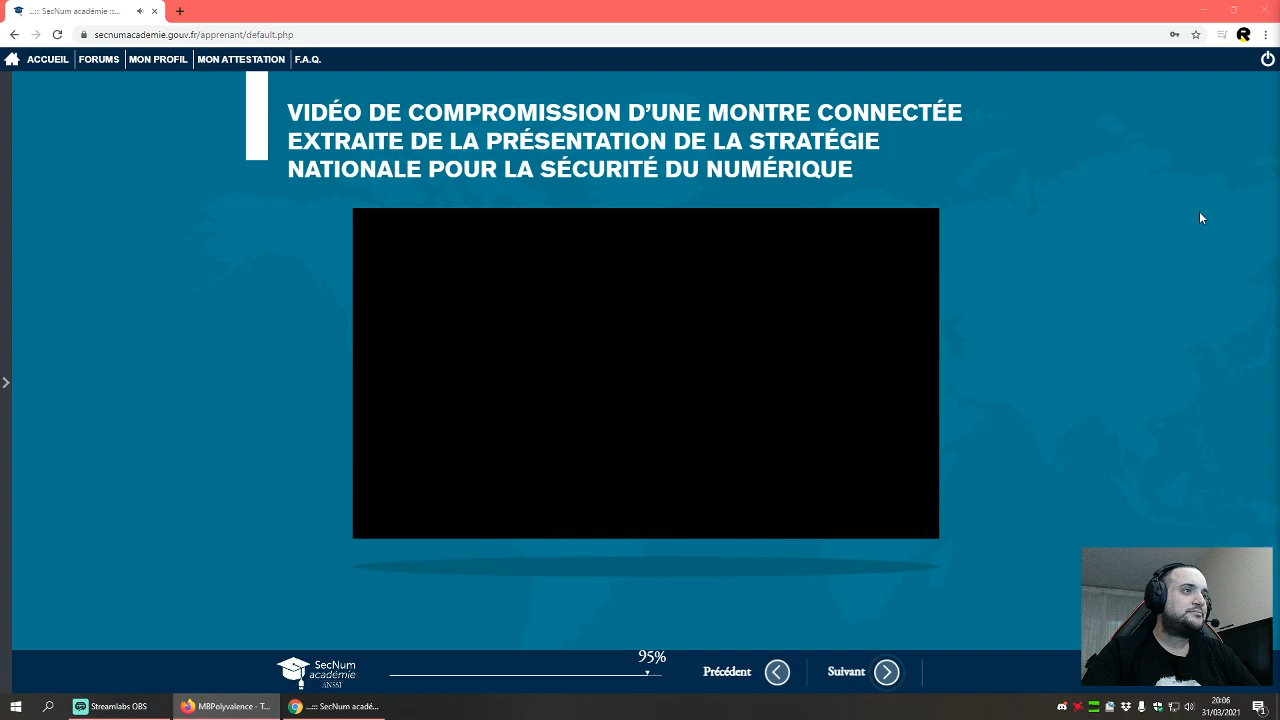 ..:: SecNum académie ::...
secnumacademie.gouv.fr/apprenant/default.php
ACCUEIL FORUMS MON PROFIL MON ATTESTATION F.A.Q.
VIDÉO DE COMPROMISSION D’UNE MONTRE CONNECTÉE
EXTRAITE DE LA PRÉSENTATION DE LA STRATÉGIE
NATIONALE POUR LA SÉCURITÉ DU NUMÉRIQUE
SecNum
académie
ANSSI
95%
Précédent
Suivant
Streamlabs OBS
MBPolyvalence - T...
..:: SecNum acadé...
20:06
31/03/2021